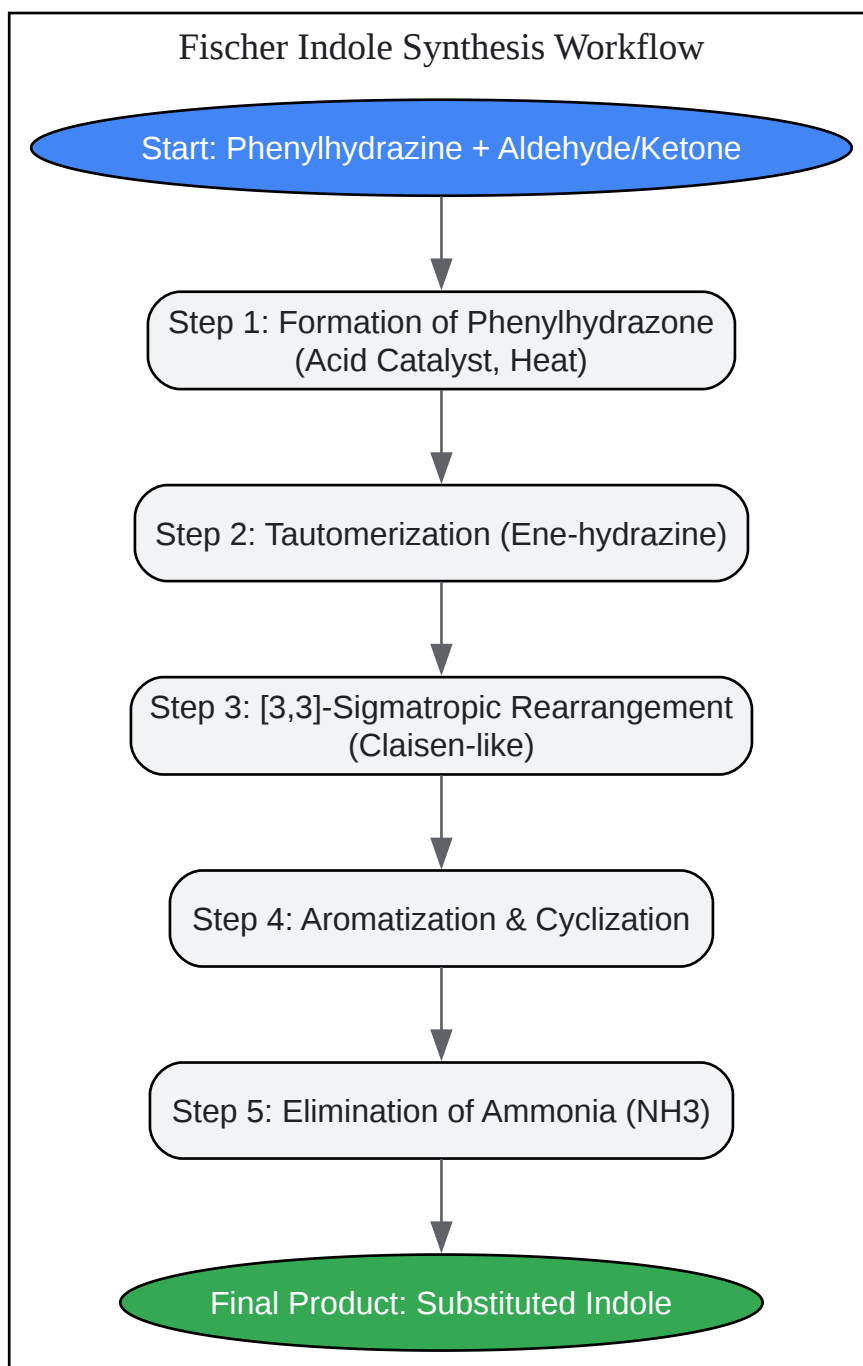 Fischer Indole Synthesis Workflow
Start: Phenylhydrazine + Aldehyde/Ketone
Step 1: Formation of Phenylhydrazone
(Acid Catalyst, Heat)
Step 2: Tautomerization (Ene-hydrazine)
Step 3: [3,3]-Sigmatropic Rearrangement
(Claisen-like)
Step 4: Aromatization & Cyclization
Step 5: Elimination of Ammonia (NH3)
Final Product: Substituted Indole